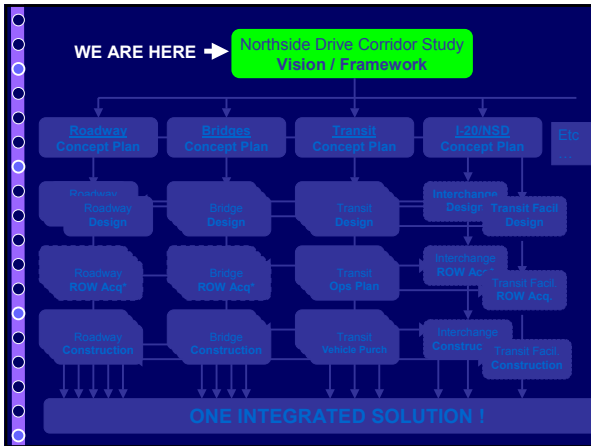 WE ARE HERE
Northside Drive Corridor Study
Vision / Framework
Roadway
Concept Plan
Bridges
Concept Plan
Transit
Concept Plan
I-20/NSD
Concept Plan
Etc
...
Roadway
Roadway
Design
Bridge
Design
Transit
Design
Interchange
Design
Transit Facil
Design
Roadway
ROW Acq*
Bridge
ROW Acq*
Transit
Ops Plan
Interchange
ROW
Transit Facil.
ROW Acq.
Roadway
Construction
Bridge
Construction
Transit
Vehicle Purch
Interchange
Transit Facil.
Construction
ONE INTEGRATED SOLUTION !